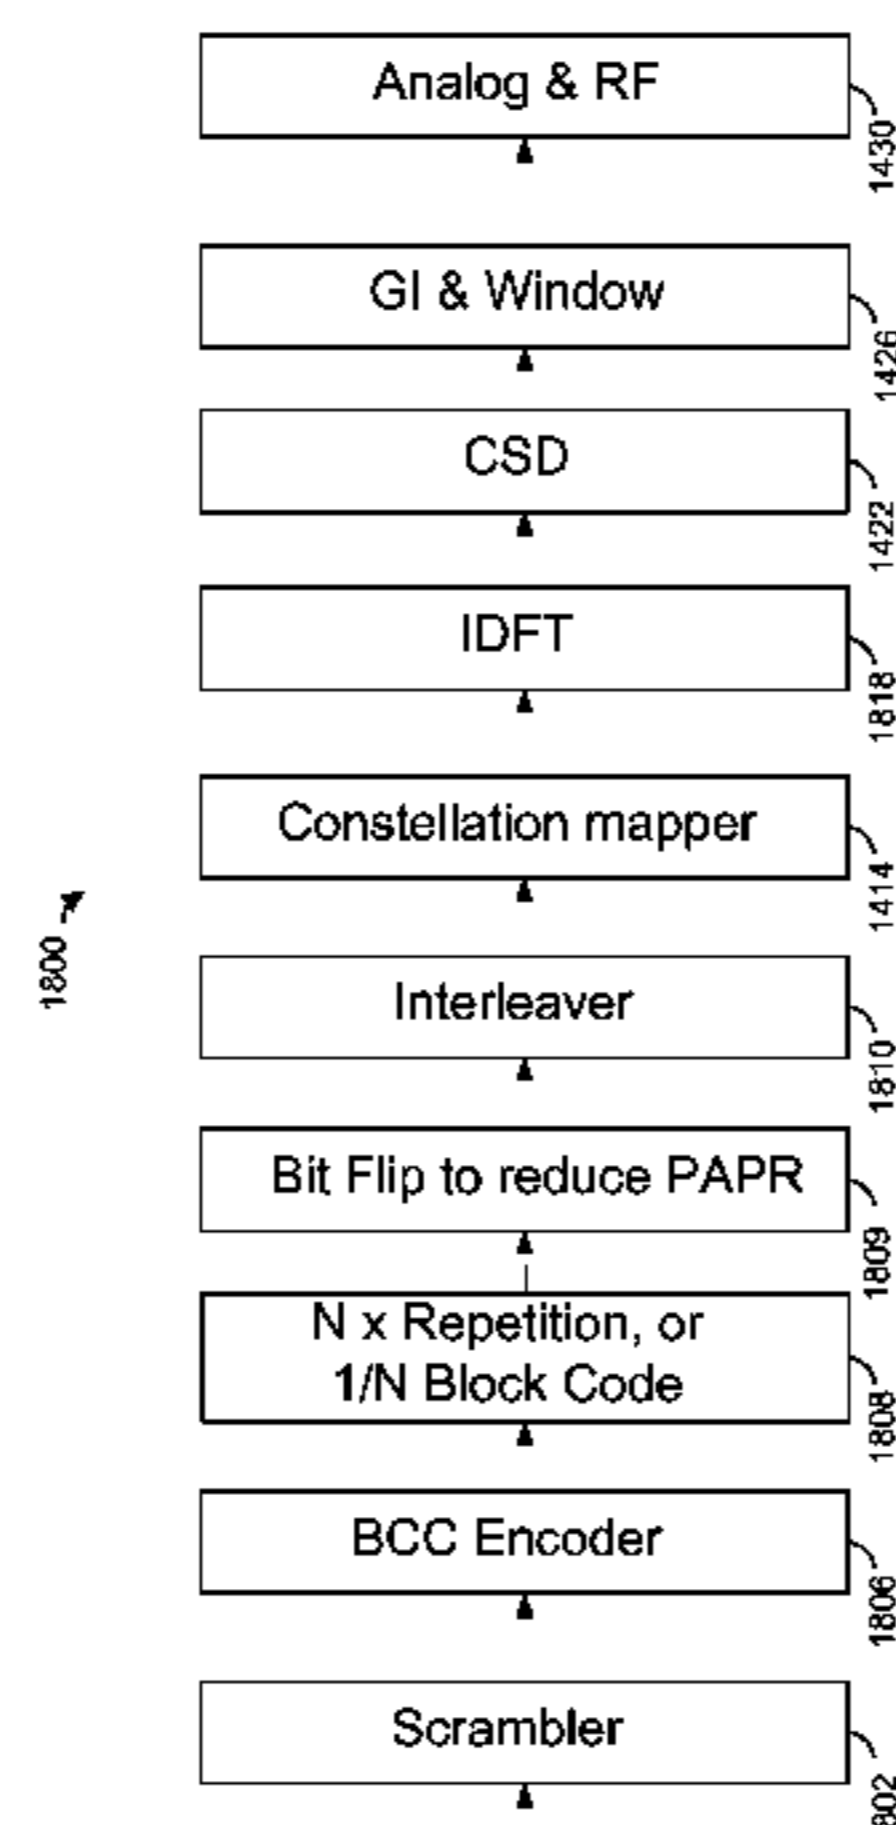 Analog & RF
1430
GI & Window
1426
CSD
1422
IDFT
1818
Constellation mapper
1414
1800
Interleaver
1810
Bit Flip to reduce PAPR
1809
N x Repetition, or
1/N Block Code
1808
BCC Encoder
1806
Scrambler